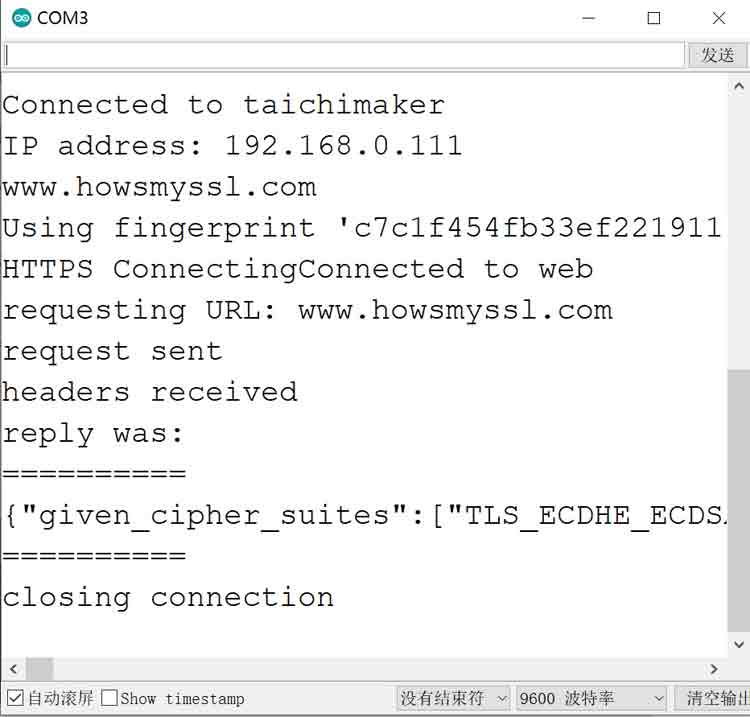 COM3
发送
Connected to taichimaker
IP address: 192.168.0.111
www.howsmyssl.com
Using fingerprint 'c7c1f454fb33ef221911
HTTPS ConnectingConnected to web
requesting URL: www.howsmyssl.com
request sent
headers received
reply was:
==========
{"given_cipher_suites":["TLS_ECDHE_ECDSA
==========
closing connection
自动滚屏 Show timestamp 没有结束符 9600 波特率 清空输出